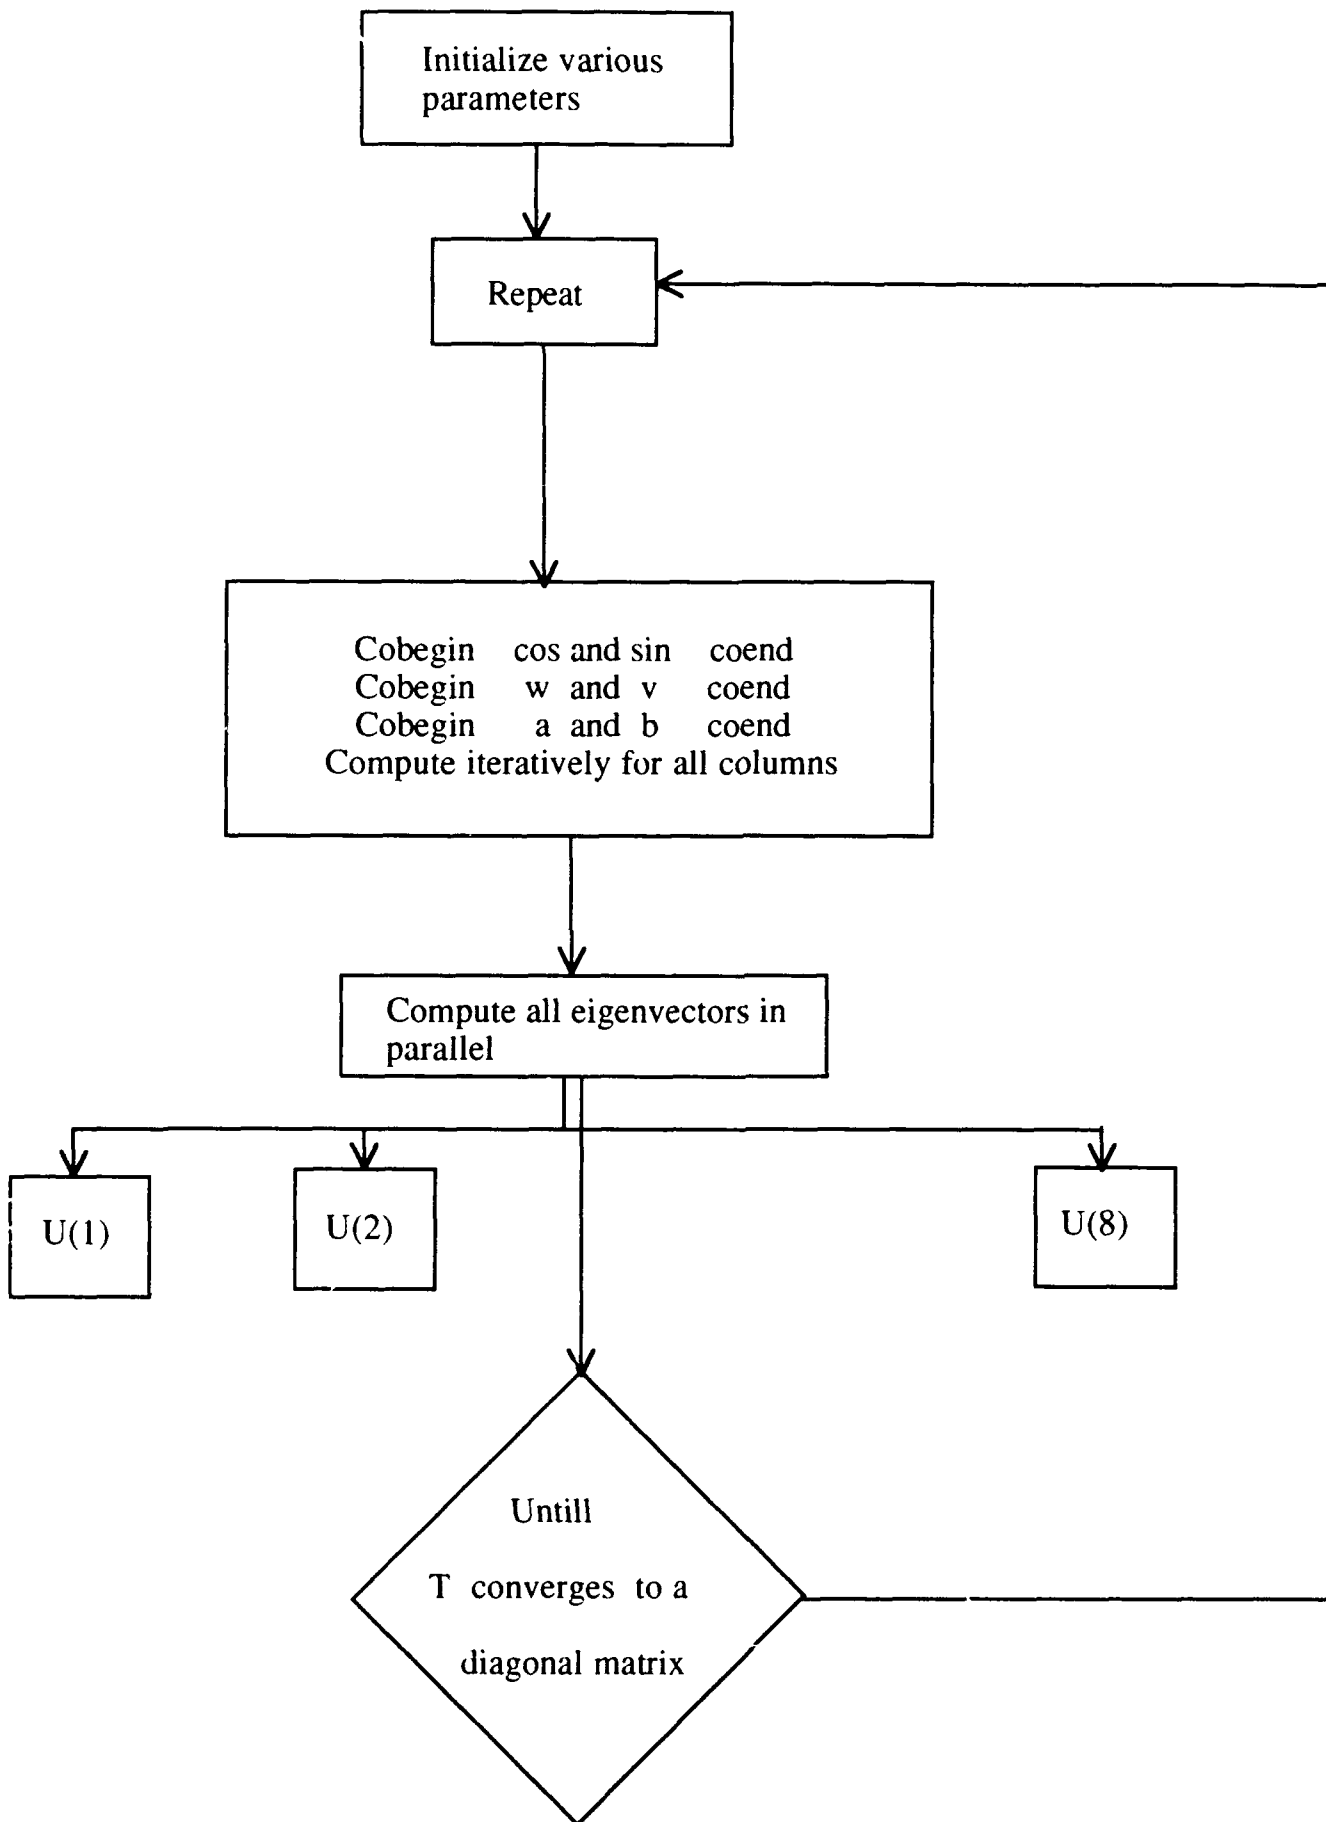 Initialize various
parameters
Repeat
Cobegin cos and sin coend
Cobegin w and v coend
Cobegin a and b coend
Compute iteratively for all columns
Compute all eigenvectors in
parallel
U(1)
U(2)
U(8)
Untill
T converges to a
diagonal matrix